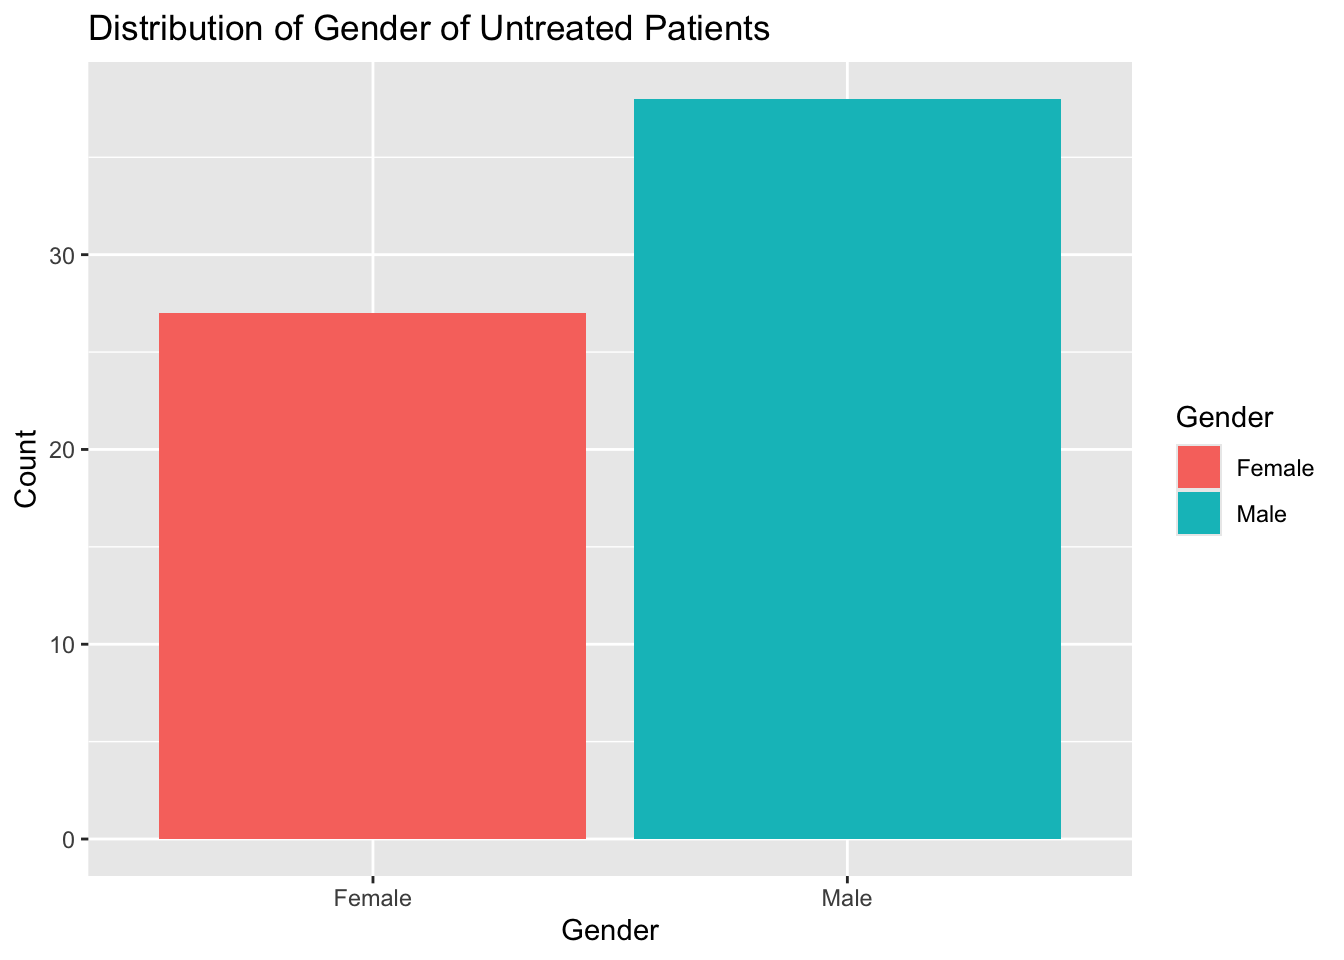 Distribution of Gender of Untreated Patients
Count
30
20
10
0
Female
Male
Gender
Gender
Female
Male